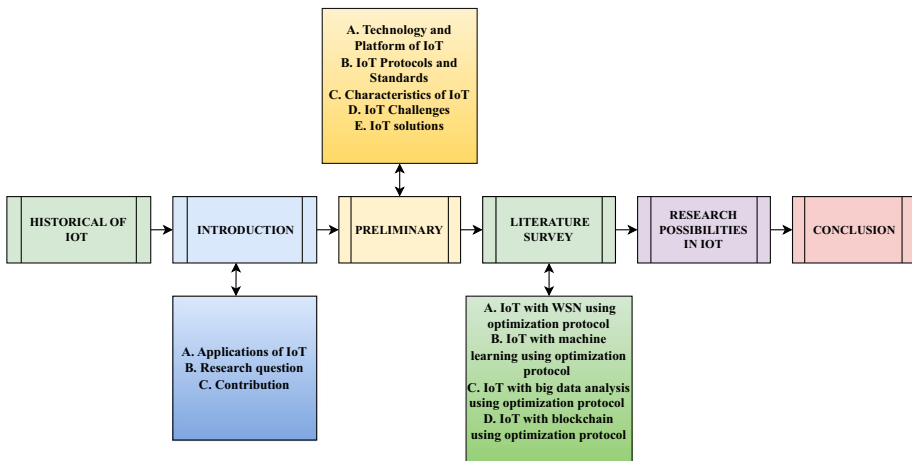 A. Technology and
Platform of IoT
B. IoT Protocols and
Standards
C. Characteristics of IoT
D. IoT Challenges
E. IoT solutions
HISTORICAL OF
IOT
INTRODUCTION
PRELIMINARY
LITERATURE
SURVEY
RESEARCH
POSSIBILITIES
IN IOT
CONCLUSION
A. Applications of IoT
B. Research question
C. Contribution
A. IoT with WSN using
optimization protocol
B. IoT with machine
learning using optimization
protocol
C. IoT with big data analysis
using optimization protocol
D. IoT with blockchain
using optimization protocol